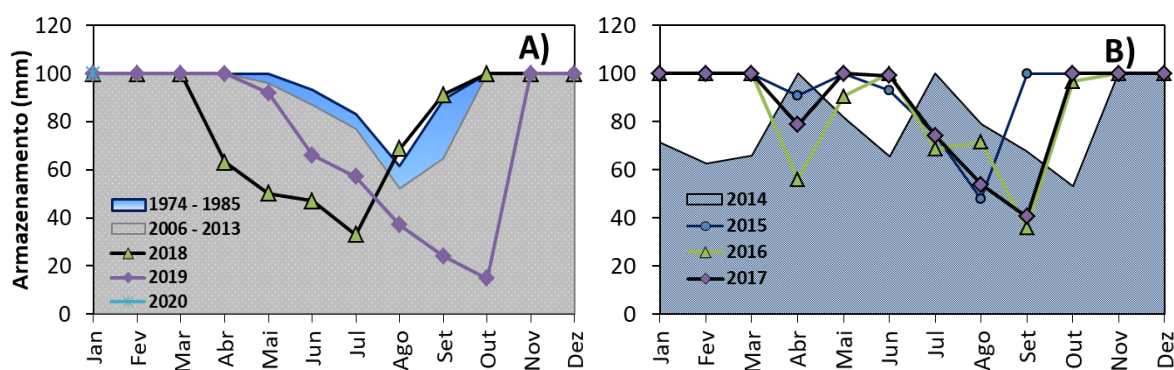 Armazenamento (mm)
120
100
80
60
40
20
0
A)
1974 - 1985
2006 - 2013
2018
2019
2020
Jan
Fev
Mar
Abr
Mai
Jun
Jul
Ago
Set
Out
Nov
Dez
120
100
80
60
40
20
0
B)
2014
2015
2016
2017
Jan
Fev
Mar
Abr
Mai
Jun
Jul
Ago
Set
Out
Nov
Dez